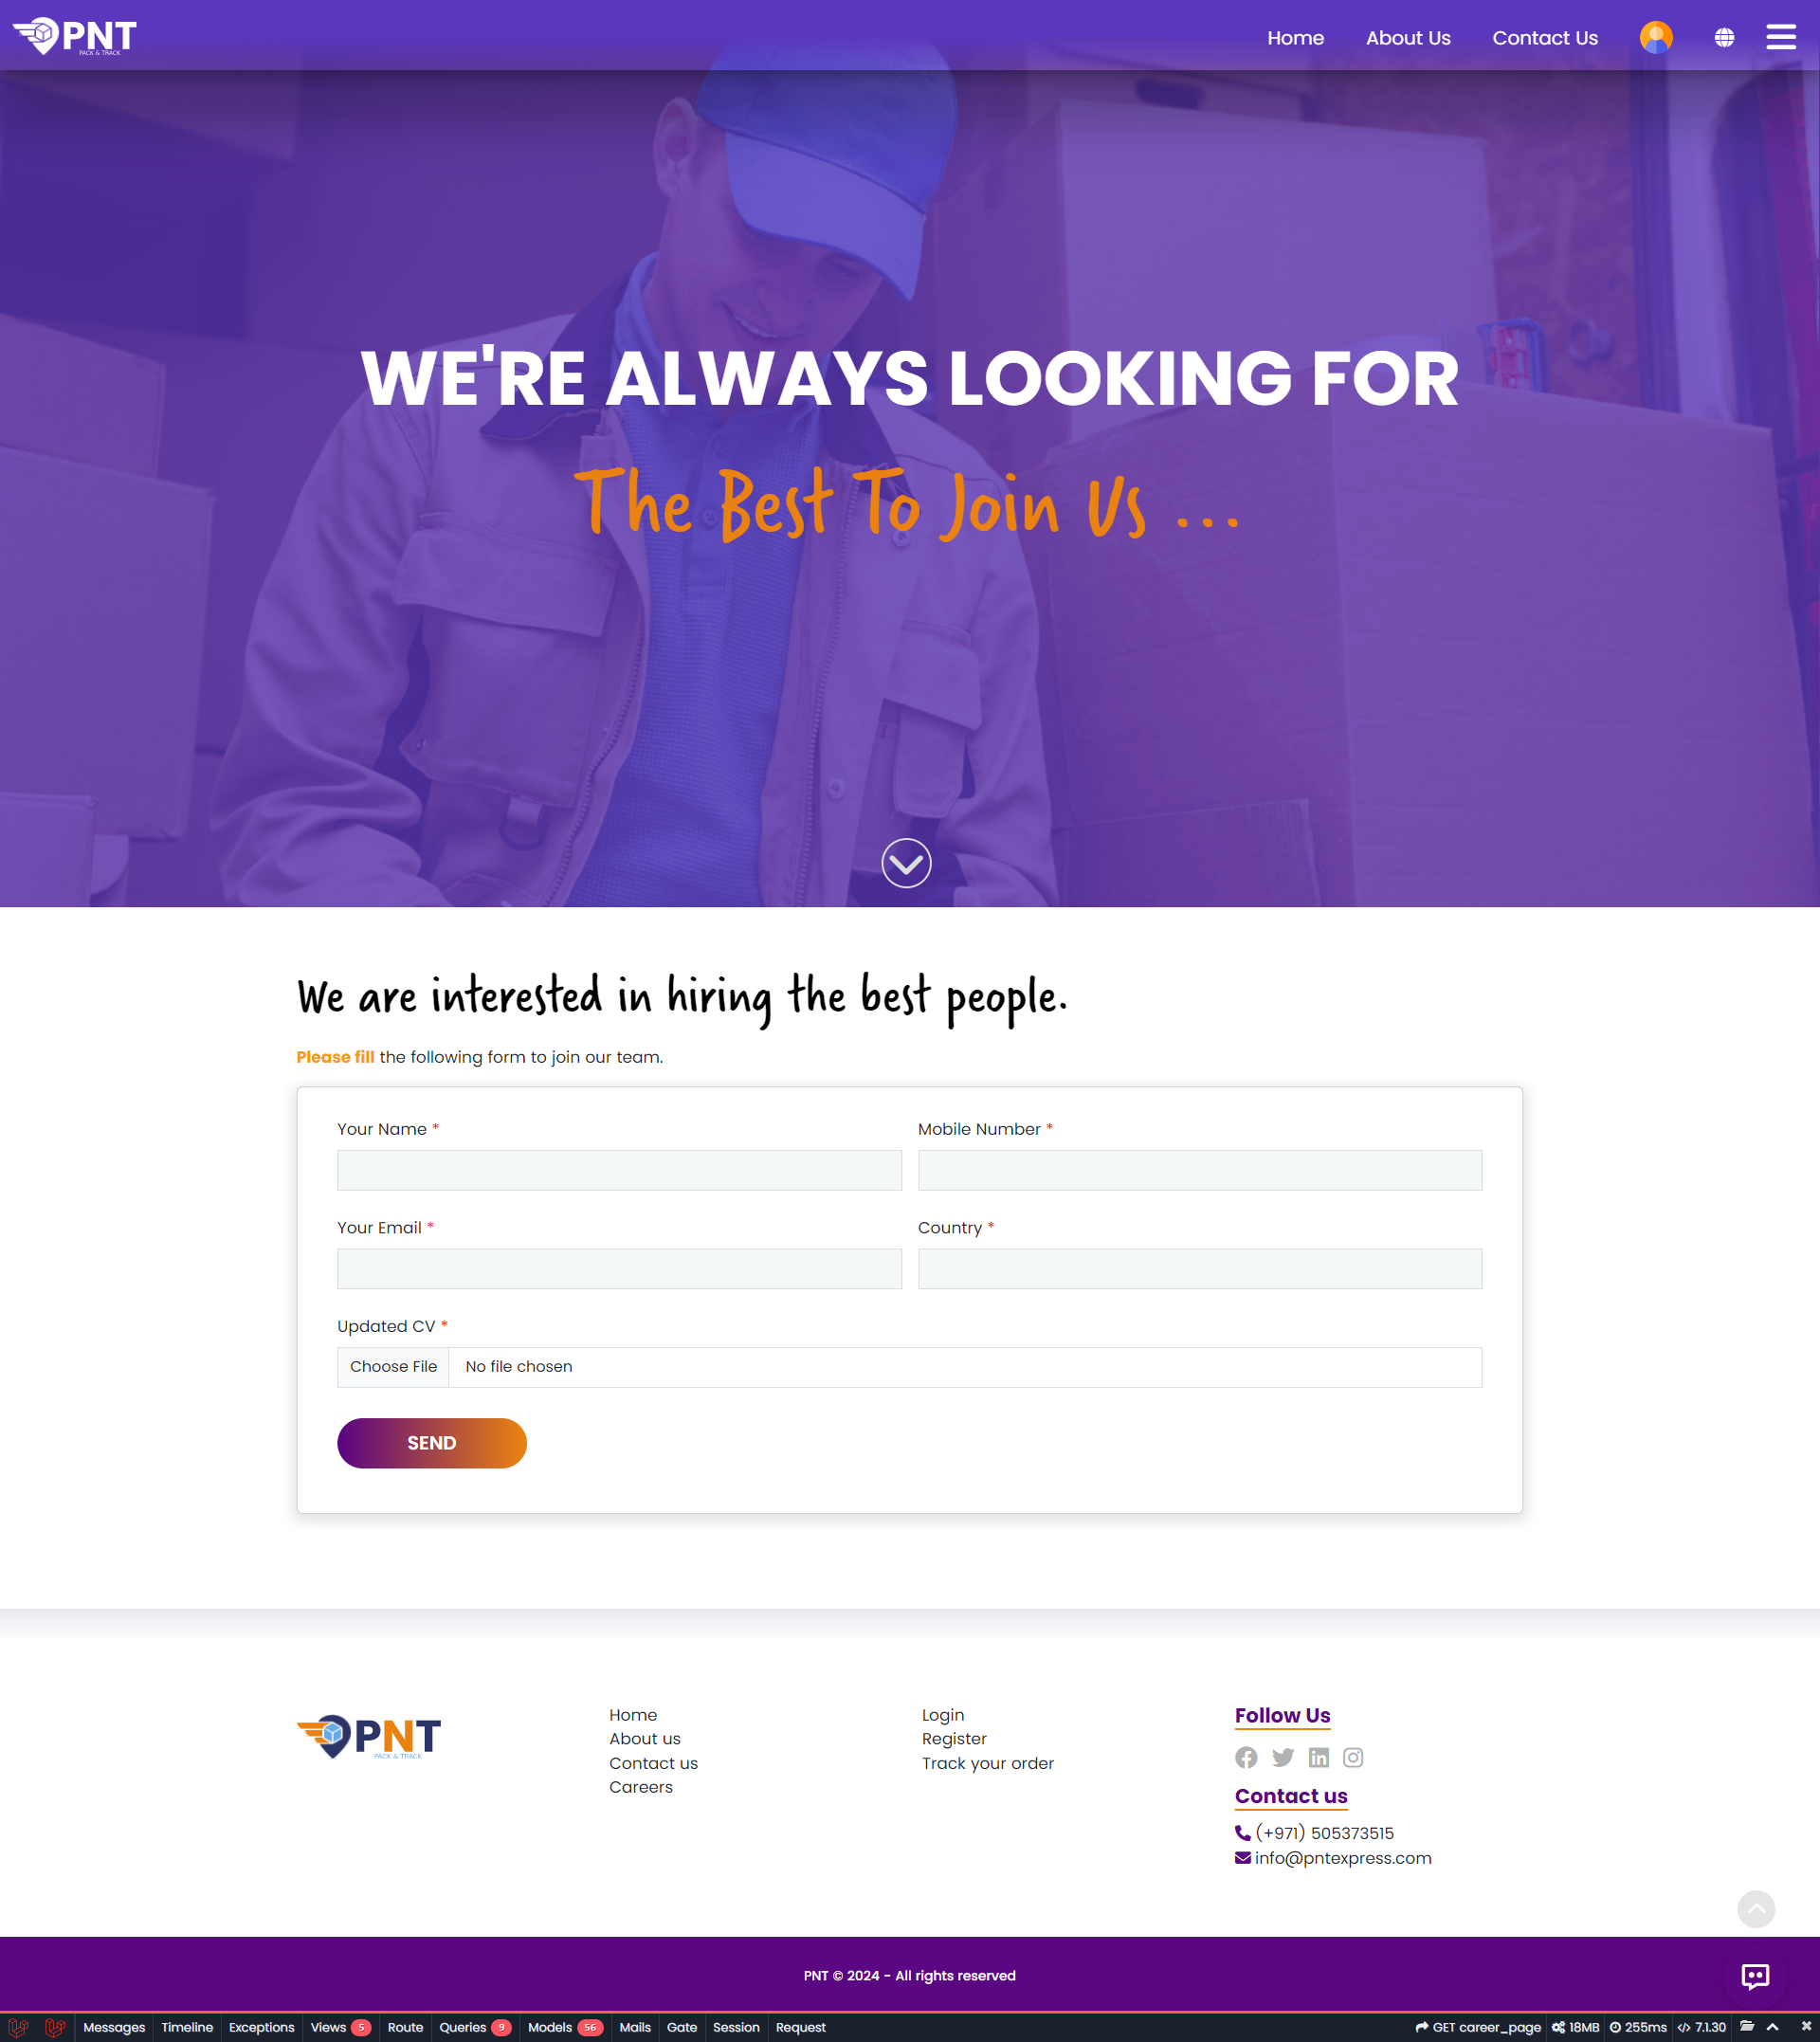 PNT
PACK & TRACK
Home About Us Contact Us
WE'RE ALWAYS LOOKING FOR
The Best To Join Us ...
We are interested in hiring the best people.
Please fill the following form to join our team.
Your Name * Mobile Number *
Your Email * Country *
Updated CV *
Choose File No file chosen
SEND
PNT
PACK & TRACK
Home
About us
Contact us
Careers
Login
Register
Track your order
Follow Us
Contact us
(+971) 505373515
info@pntexpress.com
PNT © 2024 - All rights reserved
Messages Timeline Exceptions Views 5 Route Queries 9 Models 56 Mails Gate Session Request GET career_page 18MB 255ms 7.1.30